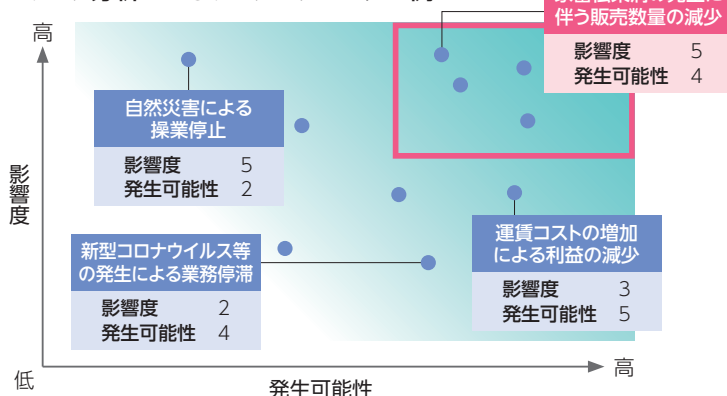 伴う販売数量の減少
影響度 5
発生可能性 4
高
自然災害による
操業停止
影響度 5
発生可能性 2
影響度
新型コロナウイルス等
の発生による業務停滞
影響度 2
発生可能性 4
運賃コストの増加
による利益の減少
影響度 3
発生可能性 5
低
発生可能性
高